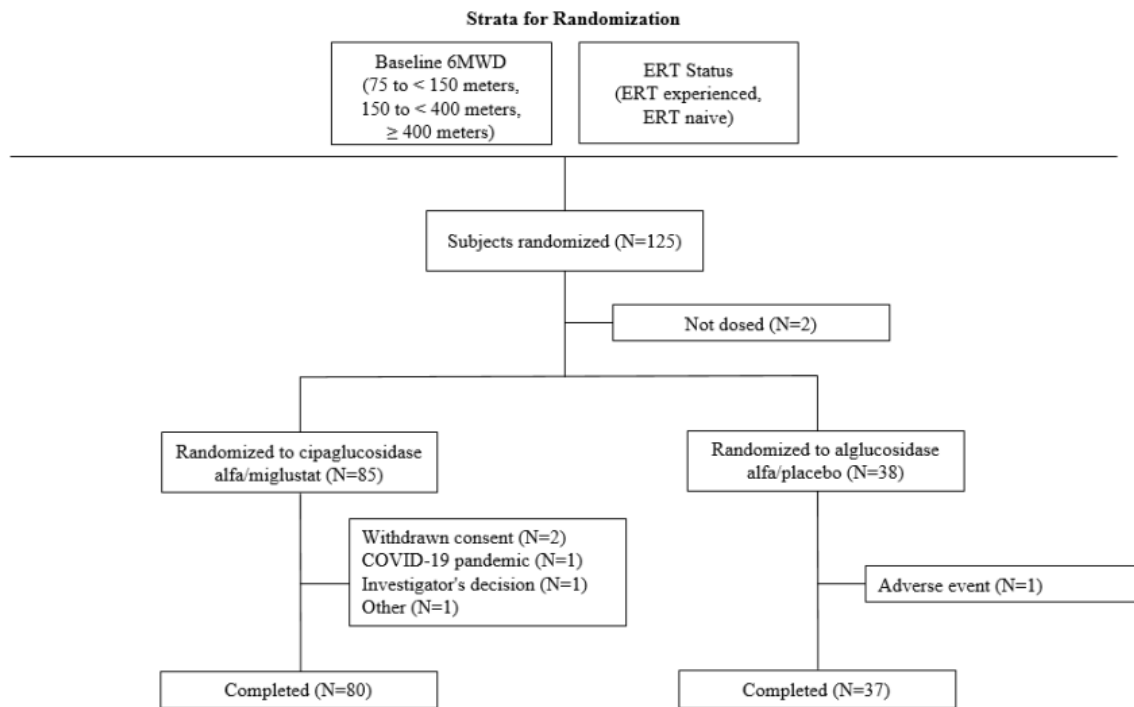 Strata for Randomization
Baseline 6MWD
(75 to < 150 meters,
150 to < 400 meters,
≥ 400 meters)
ERT Status
(ERT experienced,
ERT naive)
Subjects randomized (N=125)
Not dosed (N=2)
Randomized to cipaglucosidase
alfa/miglustat (N=85)
Randomized to alglucosidase
alfa/placebo (N=38)
Withdrawn consent (N=2)
COVID-19 pandemic (N=1)
Investigator's decision (N=1)
Other (N=1)
Adverse event (N=1)
Completed (N=80)
Completed (N=37)